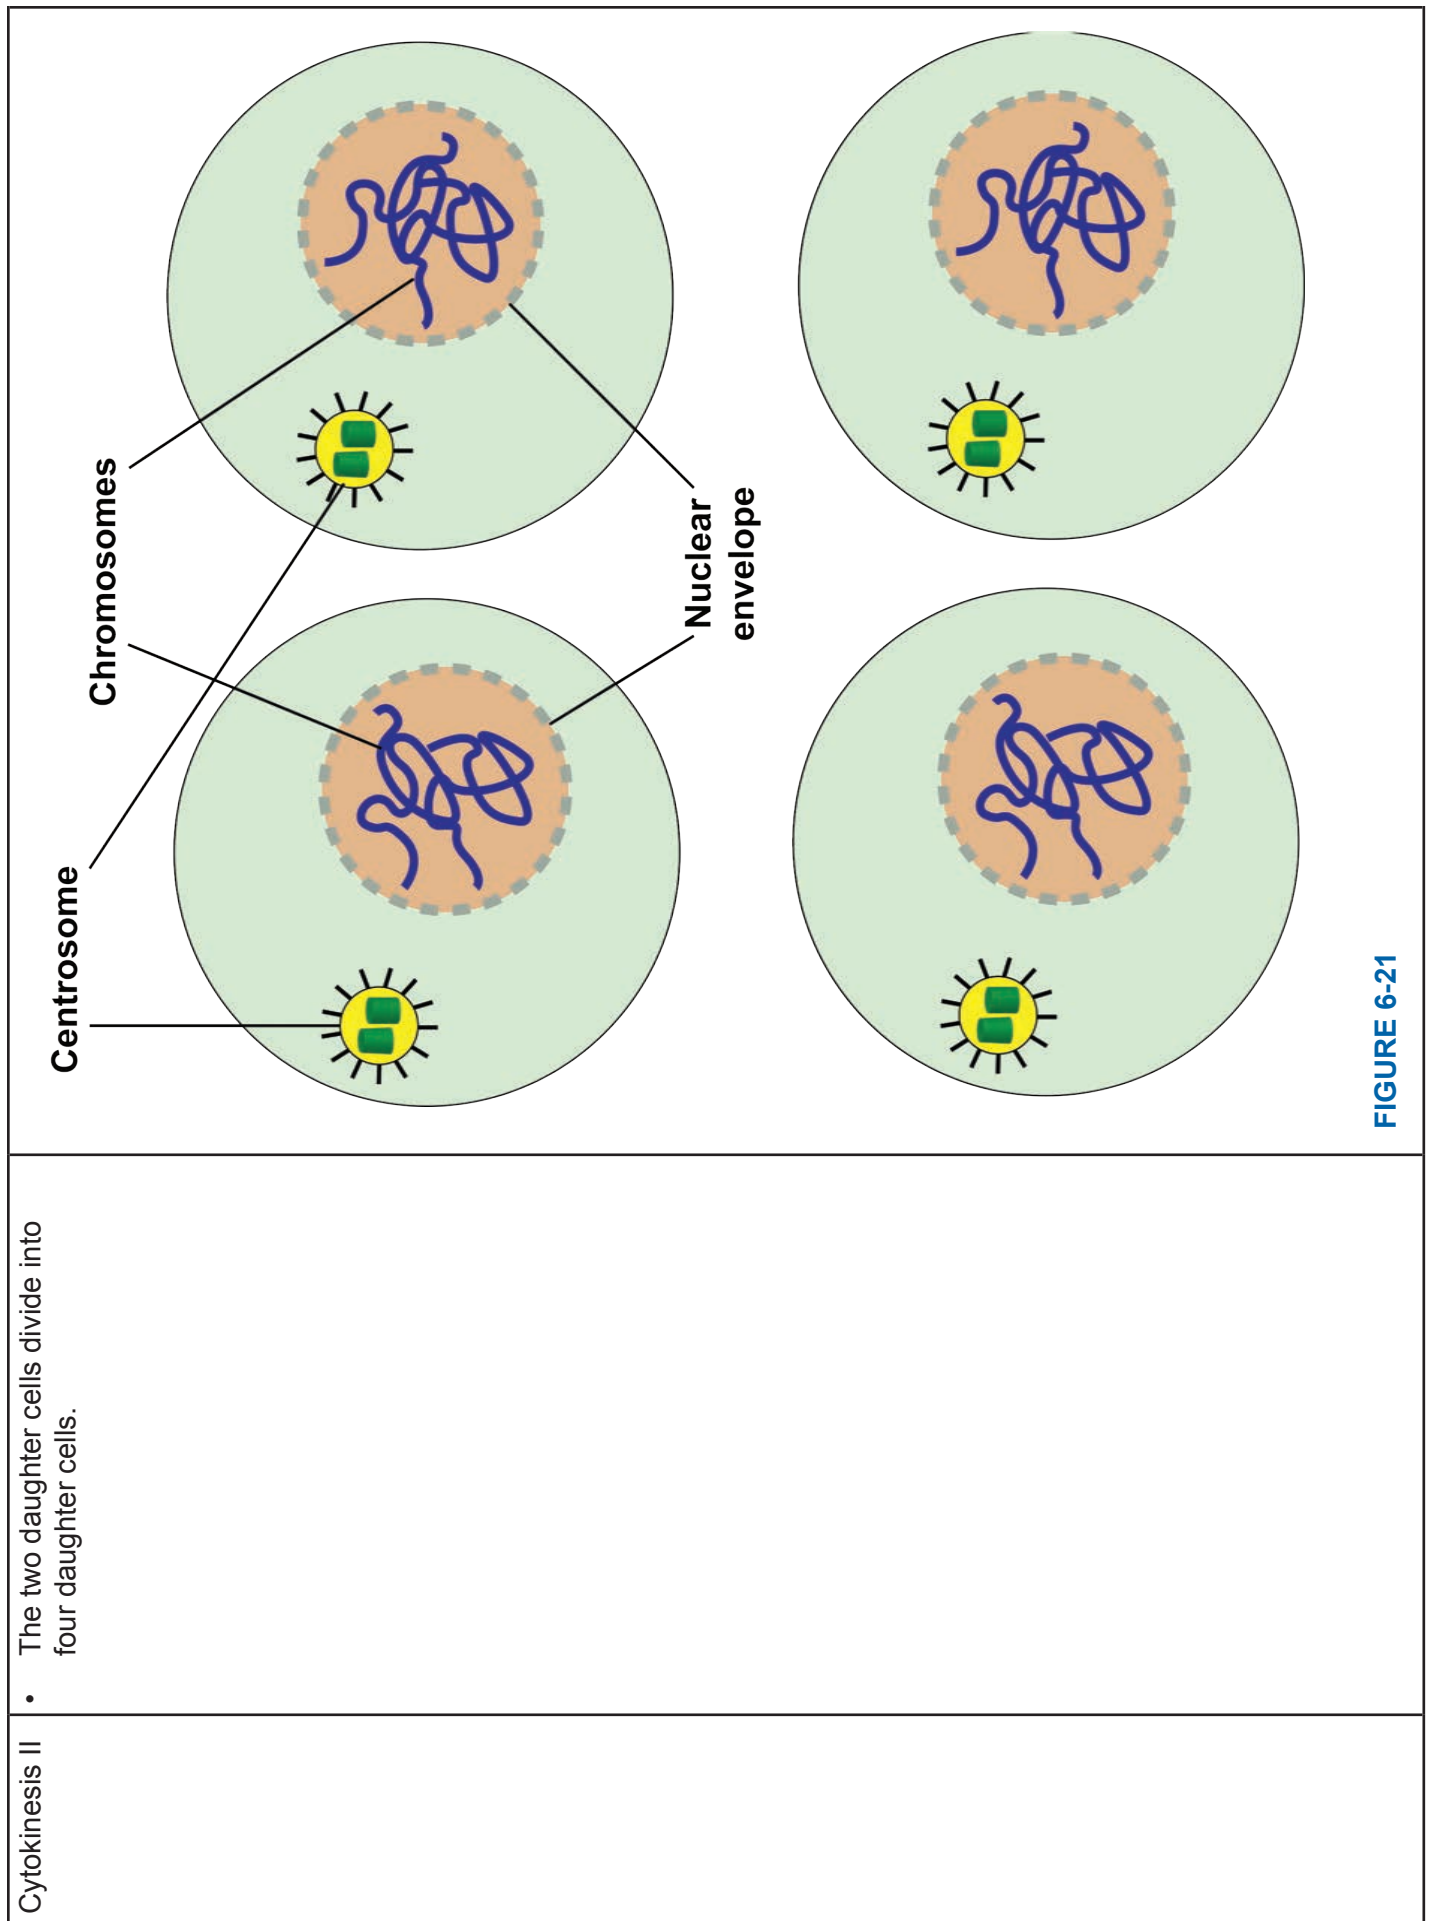 Cytokinesis II
• The two daughter cells divide into
four daughter cells.
Centrosome
Chromosomes
Nuclear
envelope
FIGURE 6-21